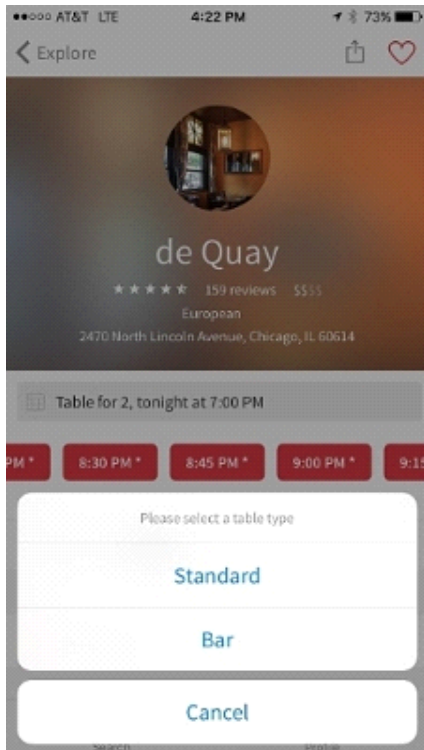 AT&T LTE 4:22 PM 73%
Explore
de Quay
159 reviews $$$$
European
2470 North Lincoln Avenue, Chicago, IL 60614
Table for 2, tonight at 7:00 PM
PM * 8:30 PM * 8:45 PM * 9:00 PM * 9:15
Please select a table type
Standard
Bar
Cancel
Search Profile